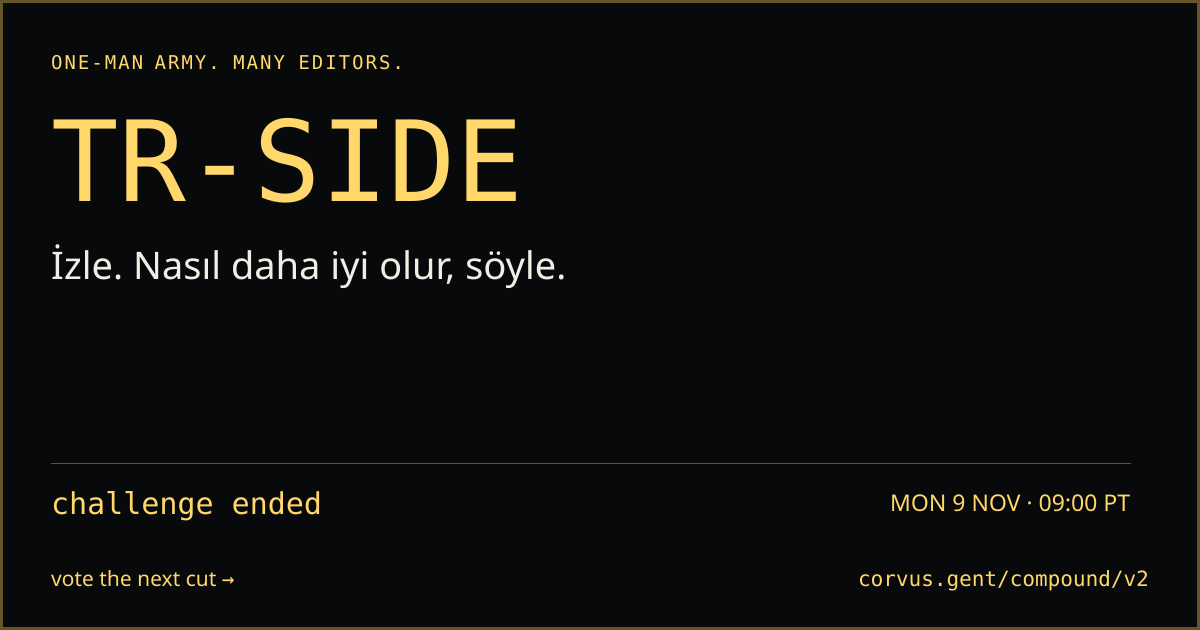 ONE-MAN ARMY. MANY EDITORS.
TR-SIDE
İzle. Nasıl daha iyi olur, söyle.
challenge ended
MON 9 NOV · 09:00 PT
vote the next cut →
corvus.gent/compound/v2